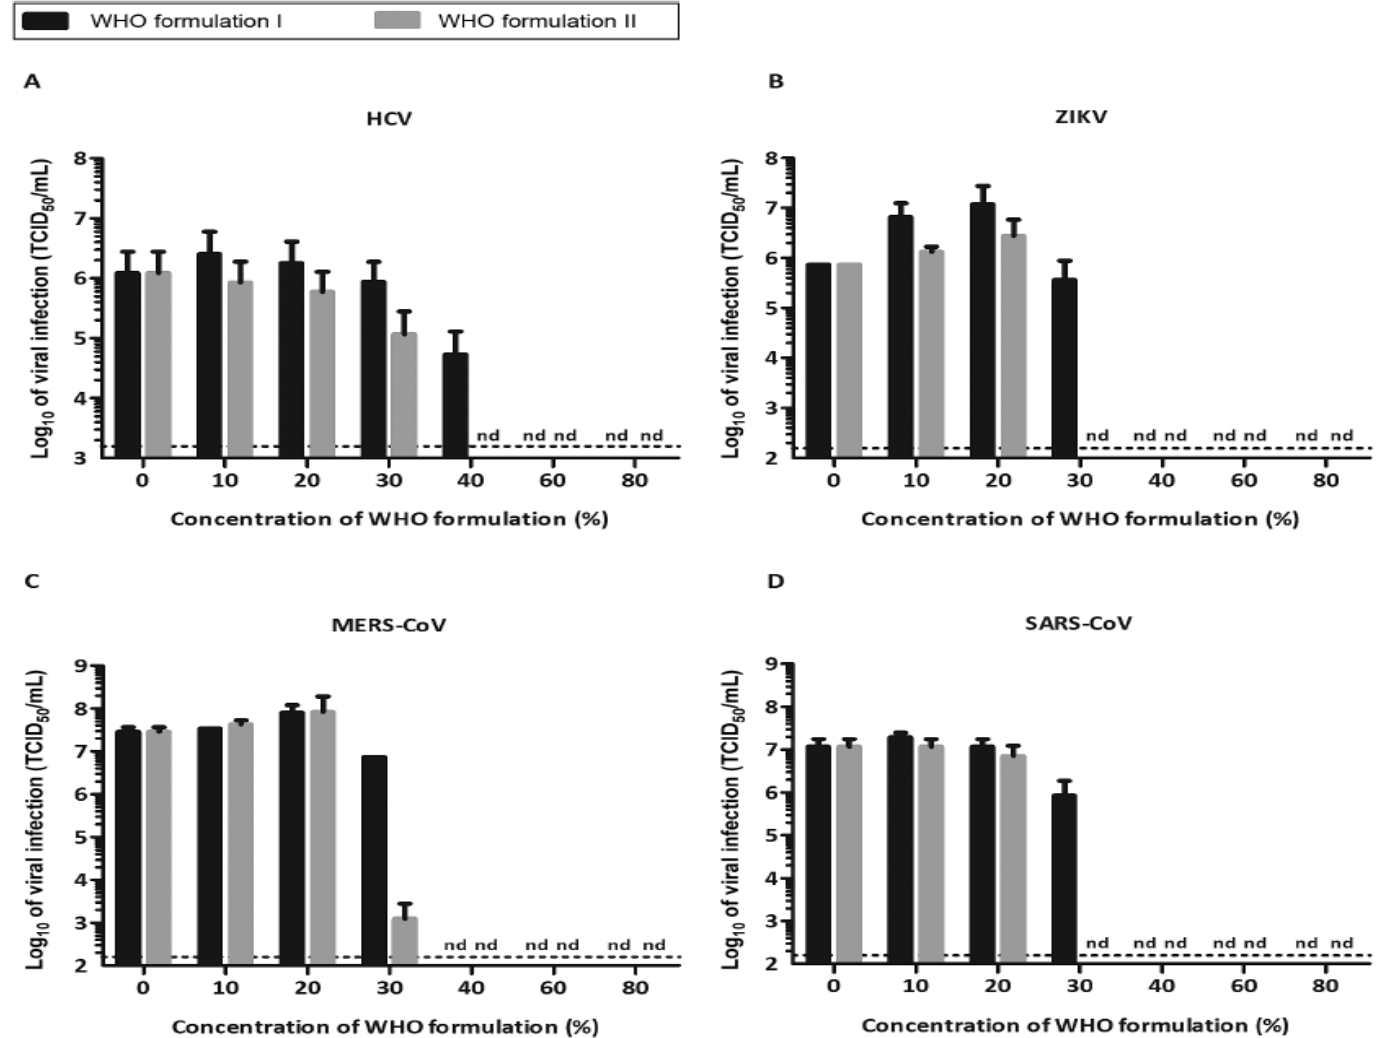 WHO formulation I WHO formulation II
A
HCV
Log10 of viral infection (TCID50/mL)
8
7
6
5
4
3
nd nd nd nd nd
0 10 20 30 40 60 80
Concentration of WHO formulation (%)
B
ZIKV
Log10 of viral infection (TCID50/mL)
8
7
6
5
4
3
2
nd nd nd nd nd nd nd
0 10 20 30 40 60 80
Concentration of WHO formulation (%)
C
MERS-CoV
Log10 of viral infection (TCID50/mL)
9
8
7
6
5
4
3
2
nd nd nd nd nd nd
0 10 20 30 40 60 80
Concentration of WHO formulation (%)
D
SARS-CoV
Log10 of viral infection (TCID50/mL)
9
8
7
6
5
4
3
2
nd nd nd nd nd nd nd
0 10 20 30 40 60 80
Concentration of WHO formulation (%)